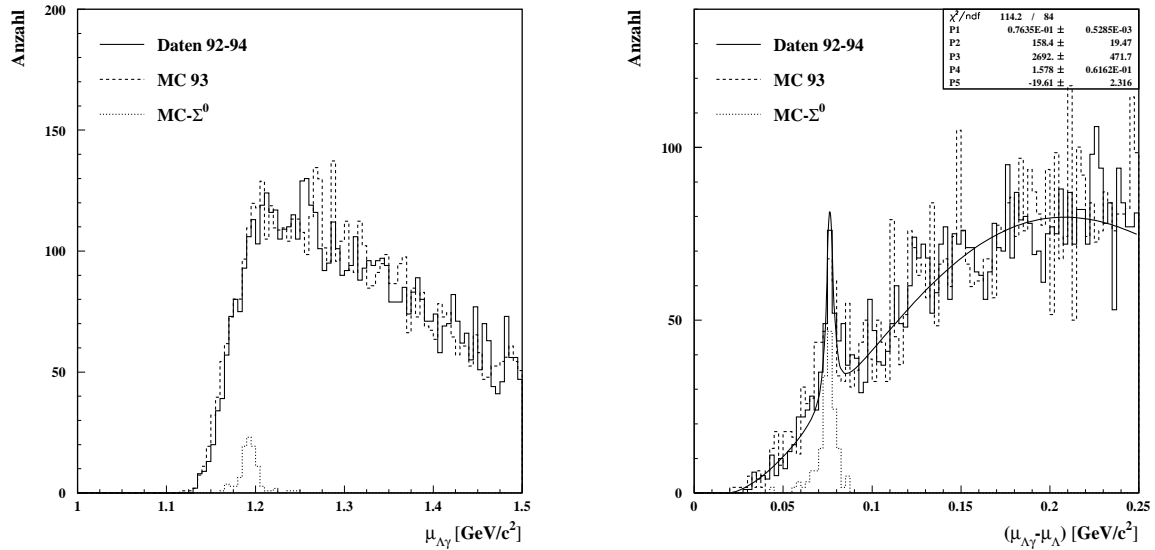 Anzahl
200
150
100
50
0
1
1.1
1.2
1.3
1.4
1.5
μΛγ [GeV/c²]
Daten 92-94
MC 93
MC-Σ⁰
Anzahl
100
50
0
0
0.05
0.1
0.15
0.2
0.25
(μΛγ-μΛ) [GeV/c²]
Daten 92-94
MC 93
MC-Σ⁰
χ²/ndf 114.2 / 84
P1 0.7635E-01 ± 0.5285E-03
P2 158.4 ± 19.47
P3 2692. ± 471.7
P4 1.578 ± 0.6162E-01
P5 -19.61 ± 2.316